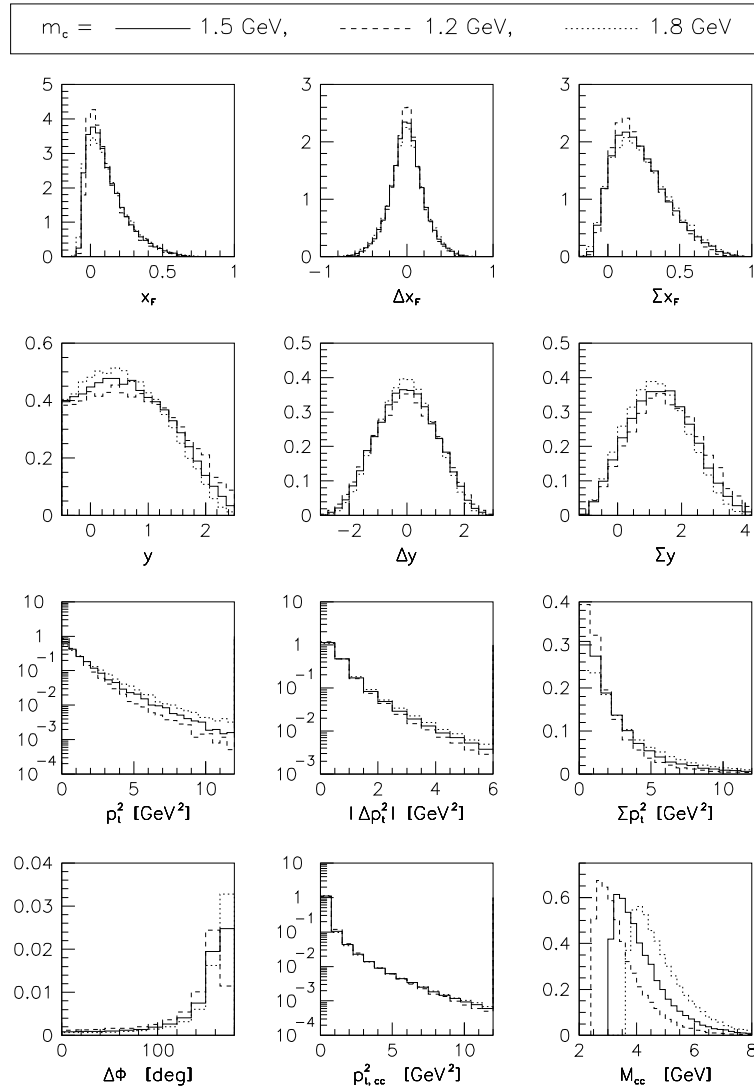 m_c = 1.5 GeV, 1.2 GeV, 1.8 GeV
5 4 3 2 1 0
0 0.5 1
x_F
3 2 1 0
−1 0 1
Δx_F
3 2 1 0
0 0.5 1
Σx_F
0.6 0.4 0.2 0
0 1 2
y
0.5 0.4 0.3 0.2 0.1 0
−2 0 2
Δy
0.5 0.4 0.3 0.2 0.1 0
0 2 4
Σy
10 1 10^-1 10^-2 10^-3 10^-4
0 5 10
p_t^2 [GeV^2]
10 1 10^-1 10^-2 10^-3
0 2 4 6
|Δp_t^2| [GeV^2]
0.4 0.3 0.2 0.1 0
0 5 10
Σp_t^2 [GeV^2]
0.04 0.03 0.02 0.01 0
0 100
ΔΦ [deg]
10 1 10^-1 10^-2 10^-3 10^-4
0 5 10
p_t,cc^2 [GeV^2]
0.6 0.4 0.2 0
2 4 6 8
M_cc [GeV]